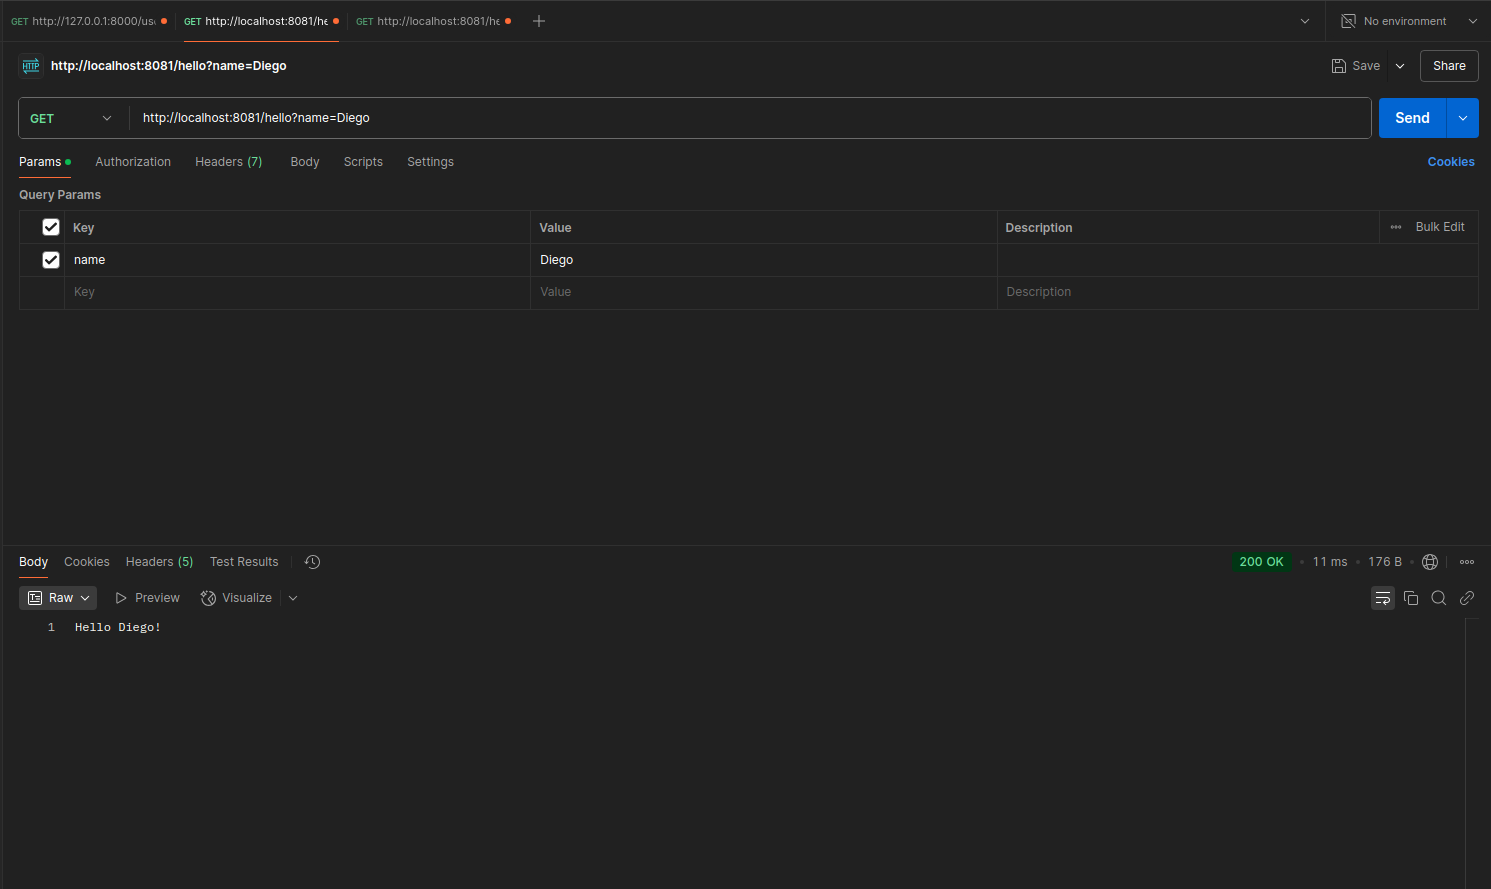 GET http://127.0.0.1:8000/us GET http://localhost:8081/he GET http://localhost:8081/he No environment
HTTP http://localhost:8081/hello?name=Diego Save Share
GET http://localhost:8081/hello?name=Diego Send
Params Authorization Headers (7) Body Scripts Settings Cookies
Query Params
Key Value Description Bulk Edit
name Diego
Key Value Description
Body Cookies Headers (5) Test Results 200 OK 11 ms 176 B
Raw Preview Visualize
1 Hello Diego!